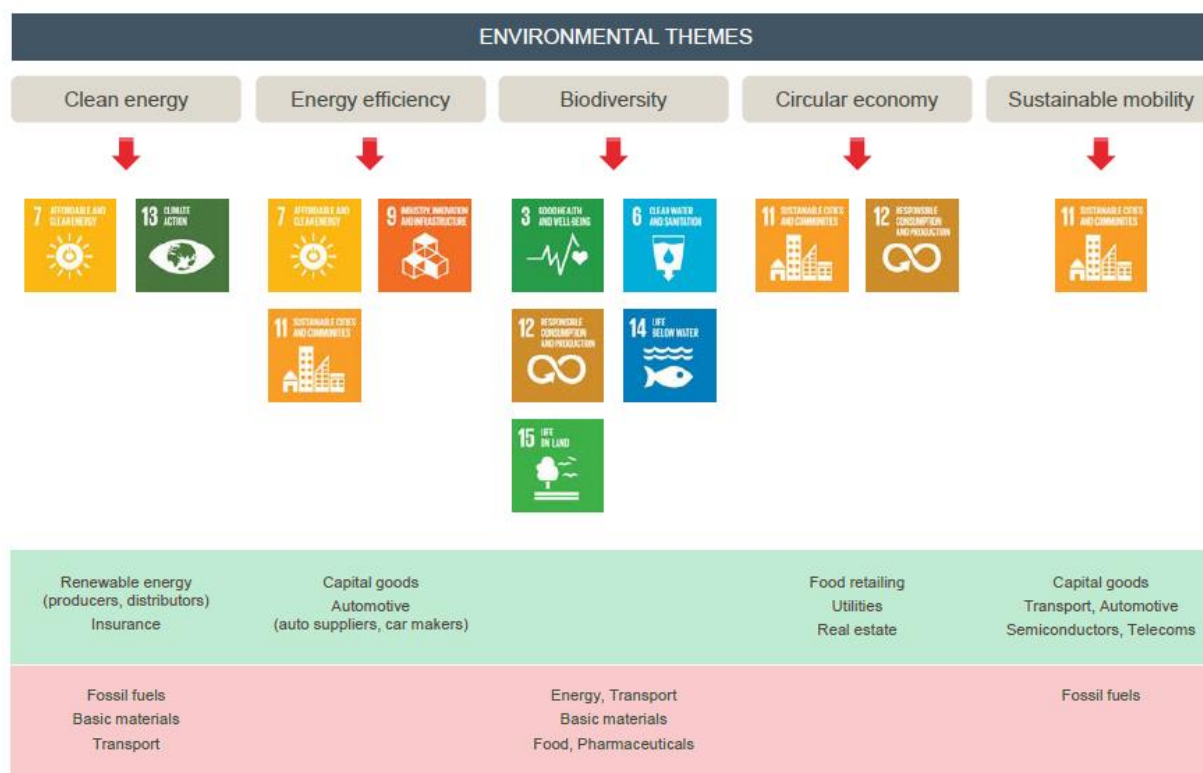 ENVIRONMENTAL THEMES
Clean energy
Energy efficiency
Biodiversity
Circular economy
Sustainable mobility
7 AFFORDABLE AND
CLEAN ENERGY
13 CLIMATE
ACTION
7 AFFORDABLE AND
CLEAN ENERGY
9 INDUSTRY, INNOVATION
AND INFRASTRUCTURE
3 GOOD HEALTH
AND WELL-BEING
6 CLEAN WATER
AND SANITATION
11 SUSTAINABLE CITIES
AND COMMUNITIES
12 RESPONSIBLE
CONSUMPTION
AND PRODUCTION
11 SUSTAINABLE CITIES
AND COMMUNITIES
11 SUSTAINABLE CITIES
AND COMMUNITIES
12 RESPONSIBLE
CONSUMPTION
AND PRODUCTION
14 LIFE
BELOW WATER
15 LIFE
ON LAND
Renewable energy
(producers, distributors)
Insurance
Capital goods
Automotive
(auto suppliers, car makers)
Food retailing
Utilities
Real estate
Capital goods
Transport, Automotive
Semiconductors, Telecoms
Fossil fuels
Basic materials
Transport
Energy, Transport
Basic materials
Food, Pharmaceuticals
Fossil fuels